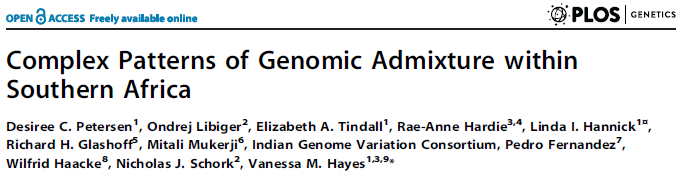 OPEN ACCESS Freely available online
PLOS | GENETICS
Complex Patterns of Genomic Admixture within
Southern Africa
Desiree C. Petersen1, Ondrej Libiger2, Elizabeth A. Tindall1, Rae-Anne Hardie3,4, Linda I. Hannick1¤,
Richard H. Glashoff5, Mitali Mukerji6, Indian Genome Variation Consortium, Pedro Fernandez7,
Wilfrid Haacke8, Nicholas J. Schork2, Vanessa M. Hayes1,3,9*